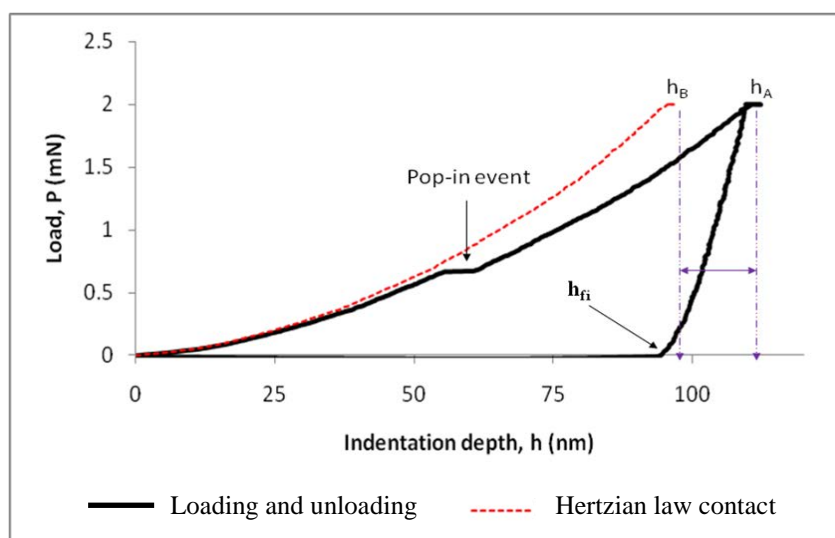 2.5
h_B h_A
2
Pop-in event
1.5
Load, P (mN)
1
h_fi
0.5
0
0 25 50 75 100
Indentation depth, h (nm)
Loading and unloading Hertzian law contact